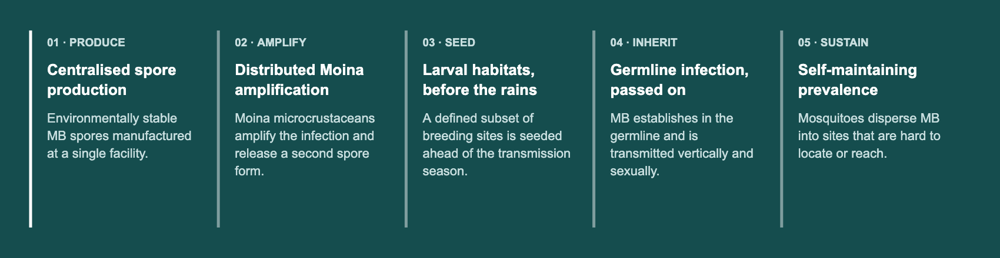 01 · PRODUCE
Centralised spore
production
Environmentally stable
MB spores manufactured
at a single facility.
02 · AMPLIFY
Distributed Moina
amplification
Moina microcrustaceans
amplify the infection and
release a second spore
form.
03 · SEED
Larval habitats,
before the rains
A defined subset of
breeding sites is seeded
ahead of the transmission
season.
04 · INHERIT
Germline infection,
passed on
MB establishes in the
germline and is
transmitted vertically and
sexually.
05 · SUSTAIN
Self-maintaining
prevalence
Mosquitoes disperse MB
into sites that are hard to
locate or reach.